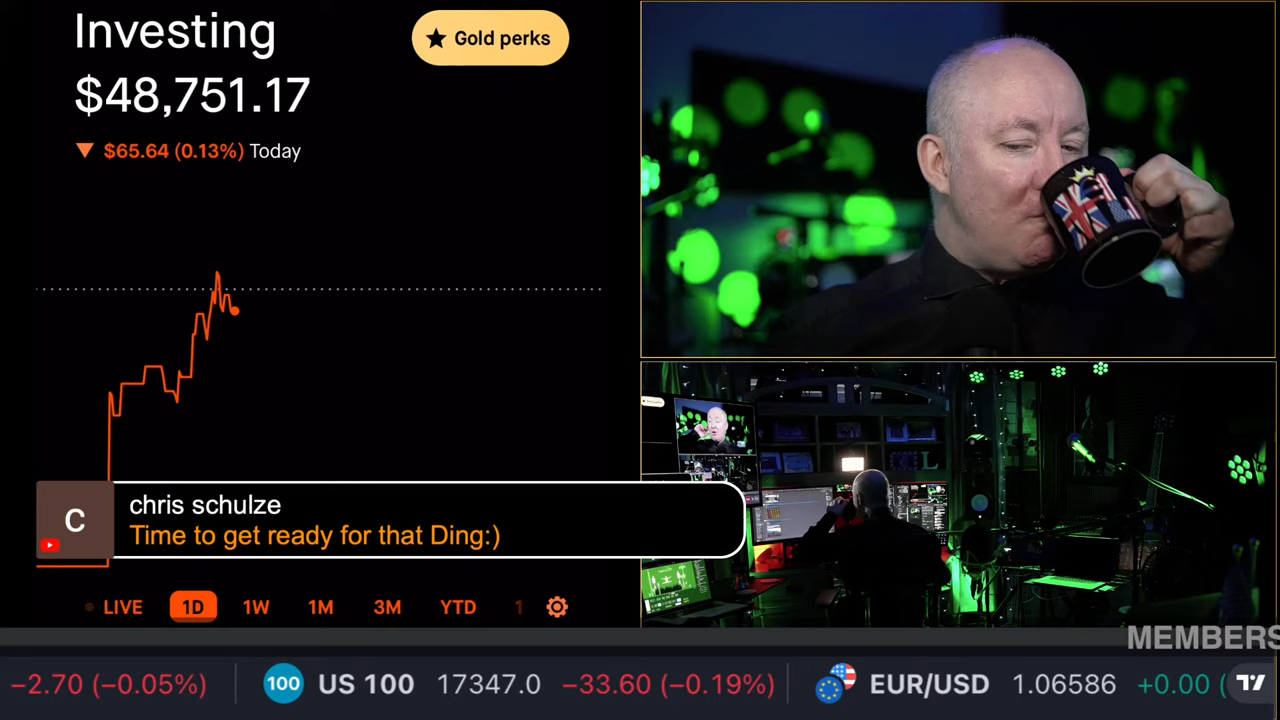 Investing
Gold perks
$48,751.17
$65.64 (0.13%) Today
C
chris schulze
Time to get ready for that Ding:)
LIVE
1D
1W
1M
3M
YTD
1
MEMBERS
−2.70 (−0.05%)
100
US 100
17347.0
−33.60 (−0.19%)
EUR/USD
1.06586
+0.00 (